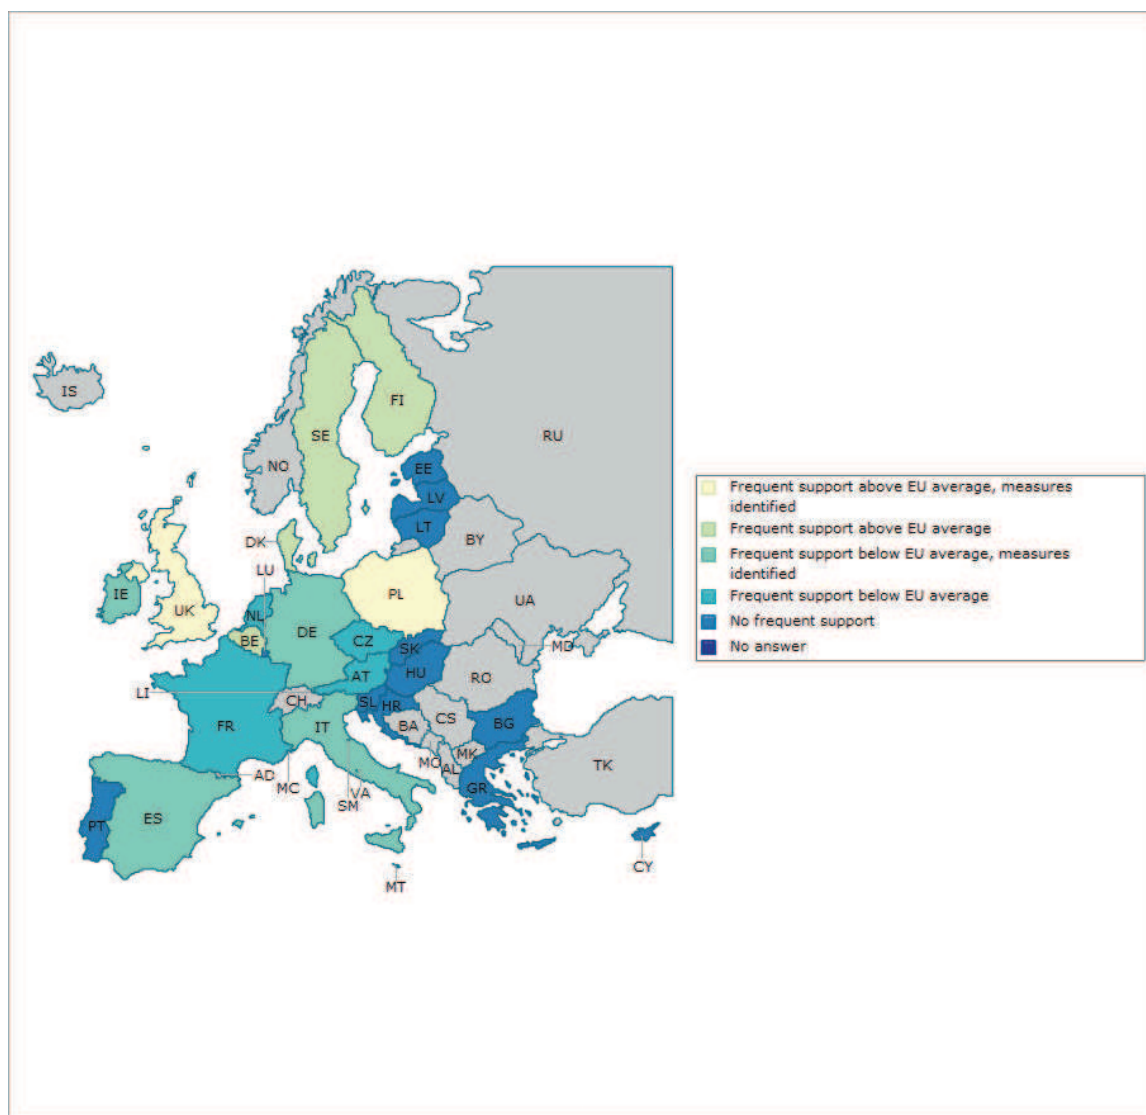 IS
FI
SE
RU
NO
EE
LV
LT
DK
BY
LU
IE
PL
UK
NL
UA
DE
BE
CZ
SK
MD
AT
HU
RO
LI
CH
SL
HR
CS
BG
FR
IT
BA
MK
MO
AL
TK
AD
MC
VA
SM
GR
ES
PT
CY
MT
Frequent support above EU average, measures
identified
Frequent support above EU average
Frequent support below EU average, measures
identified
Frequent support below EU average
No frequent support
No answer